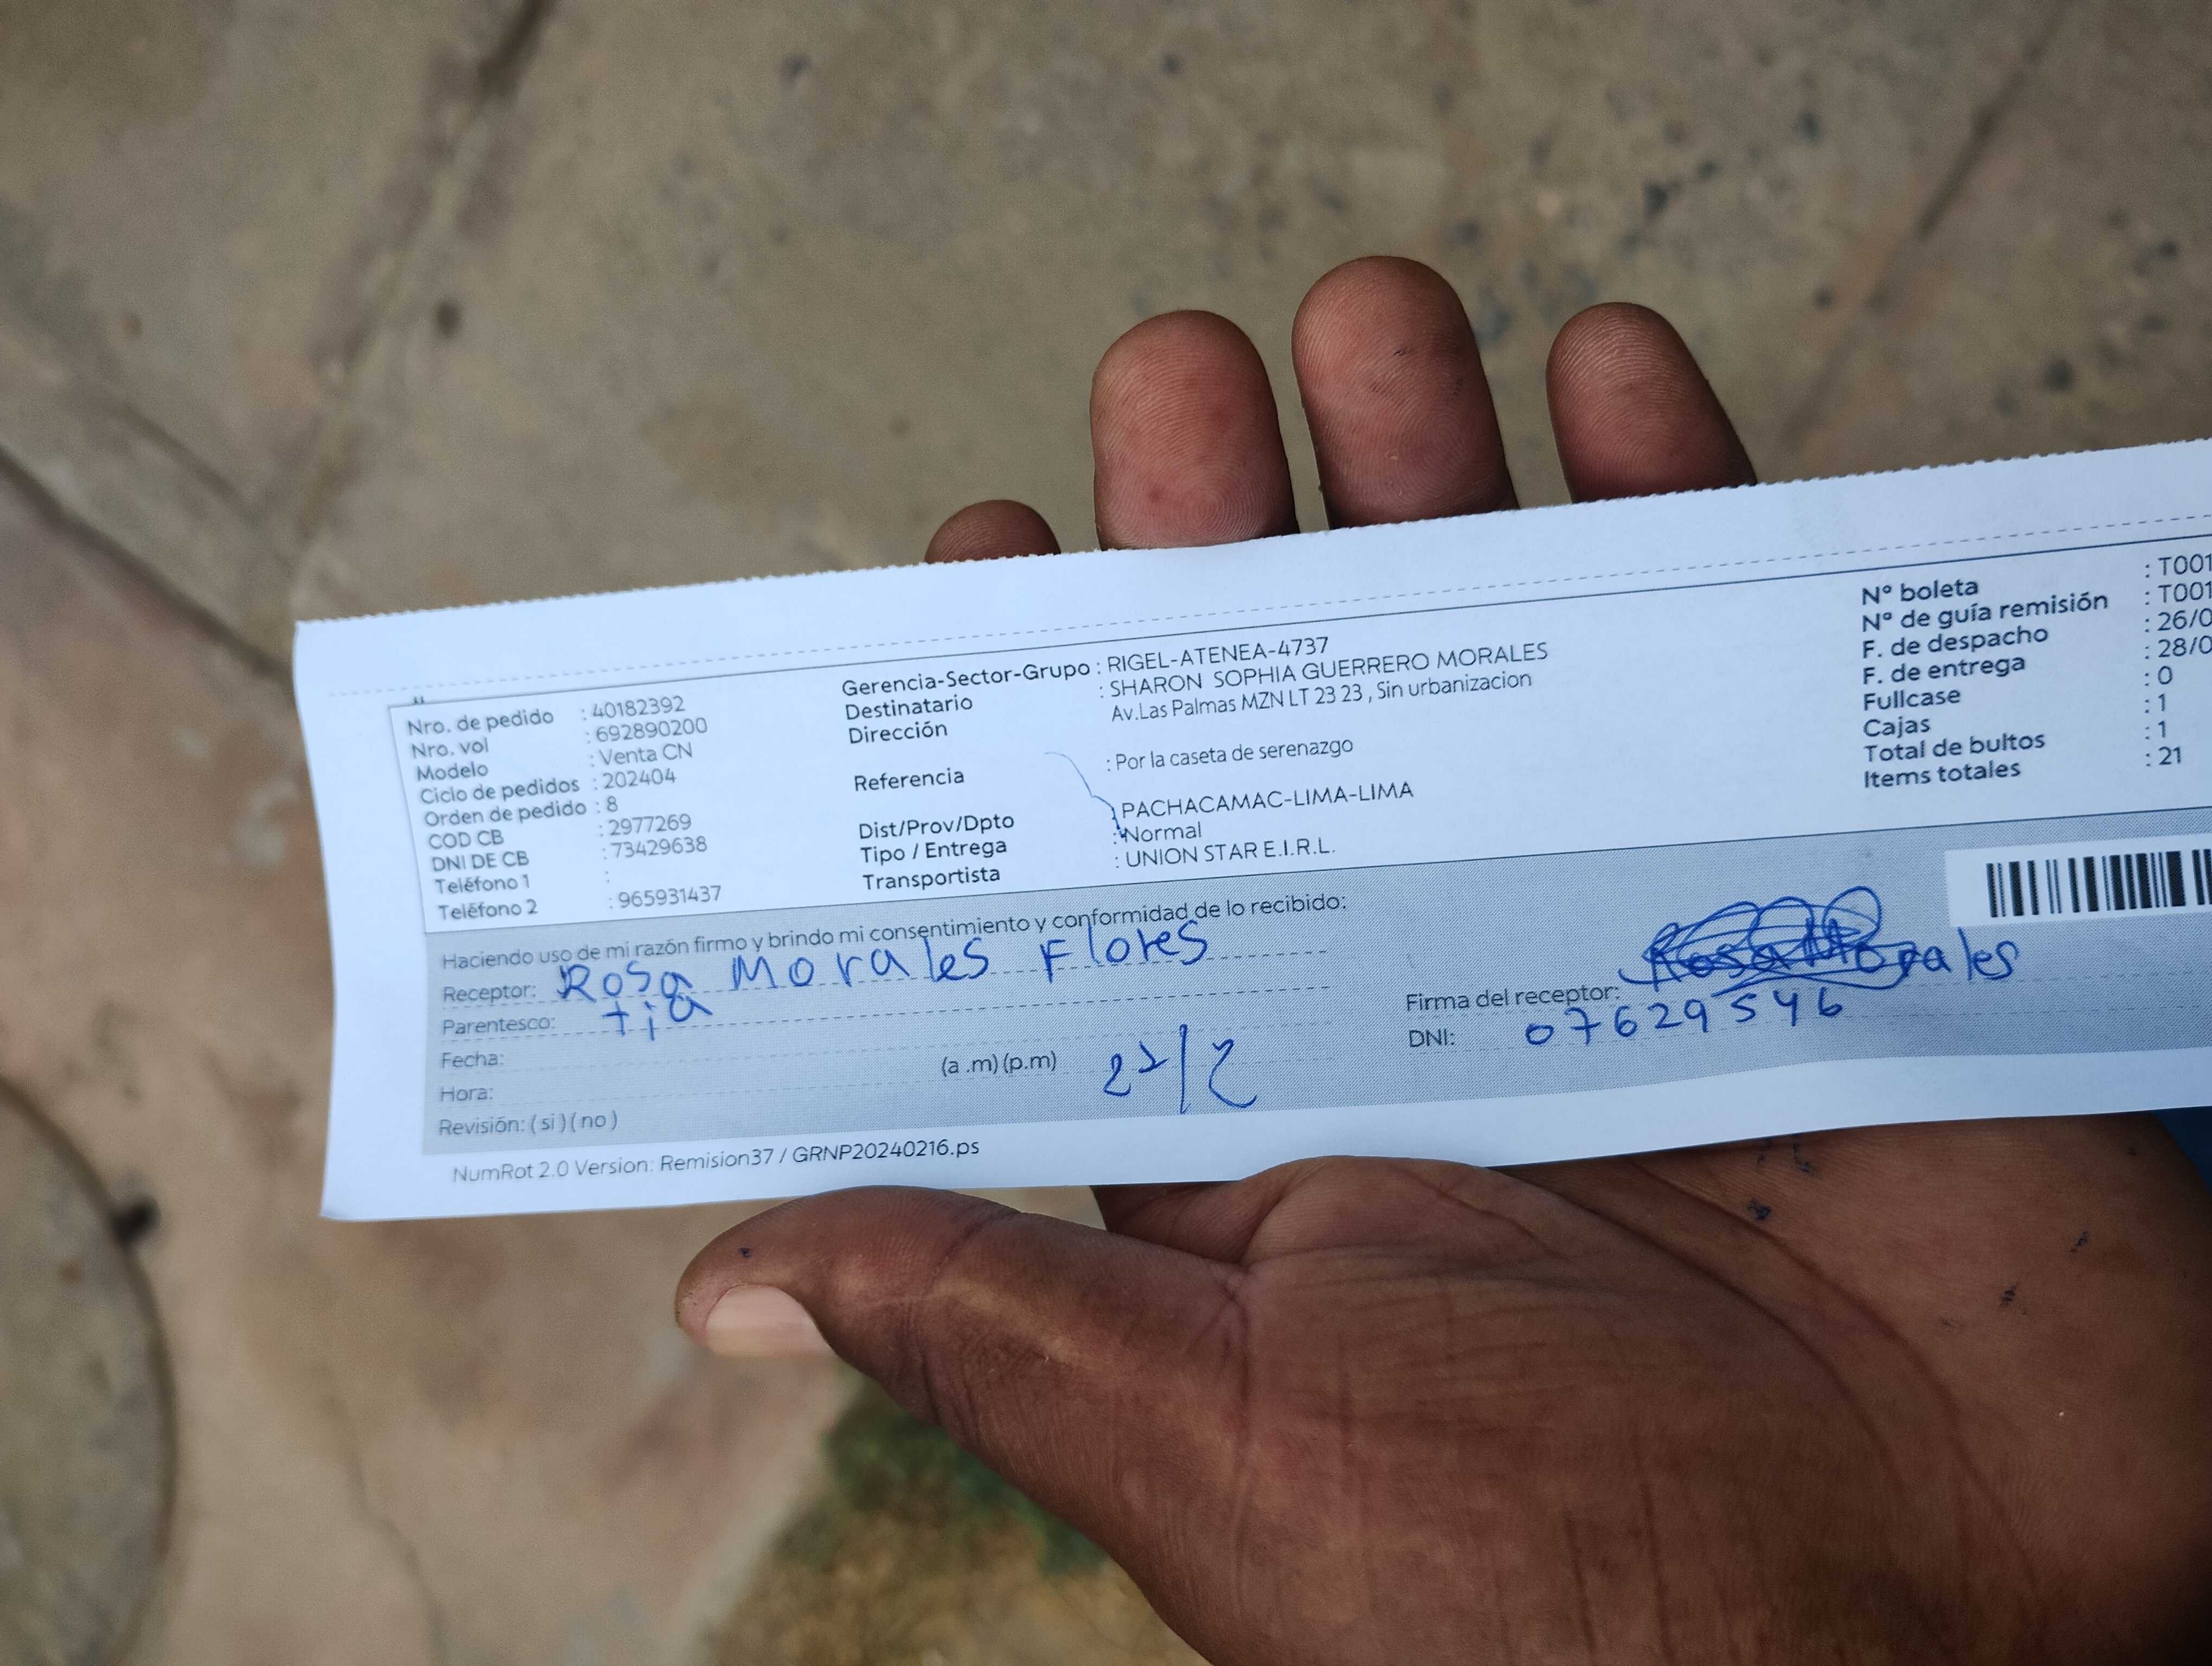 Nro. de pedido : 40182392
Nro. vol : 692890200
Modelo : Venta CN
Ciclo de pedidos : 202404
Orden de pedido : 8
COD CB : 2977269
DNI DE CB : 73429638
Teléfono 1 :
Teléfono 2 : 965931437
Gerencia-Sector-Grupo : RIGEL-ATENEA-4737
Destinatario : SHARON SOPHIA GUERRERO MORALES
Dirección Av.Las Palmas MZN LT 23 23 , Sin urbanizacion
Referencia : Por la caseta de serenazgo
Dist/Prov/Dpto : PACHACAMAC-LIMA-LIMA
Tipo / Entrega : Normal
Transportista : UNION STAR E.I.R.L.
Nº boleta : T001
Nº de guía remisión : T001
F. de despacho : 26/0
F. de entrega : 28/0
Fullcase : 0
Cajas : 1
Total de bultos : 1
Items totales : 21
Haciendo uso de mi razón firmo y brindo mi consentimiento y conformidad de lo recibido:
Receptor: Rosa Morales Flores
Parentesco: tia
Fecha:
Hora: (a .m) (p.m)
Revisión: ( si ) ( no )
Firma del receptor: Rosa Morales
DNI: 07629546
NumRot 2.0 Version: Remision37 / GRNP20240216.ps